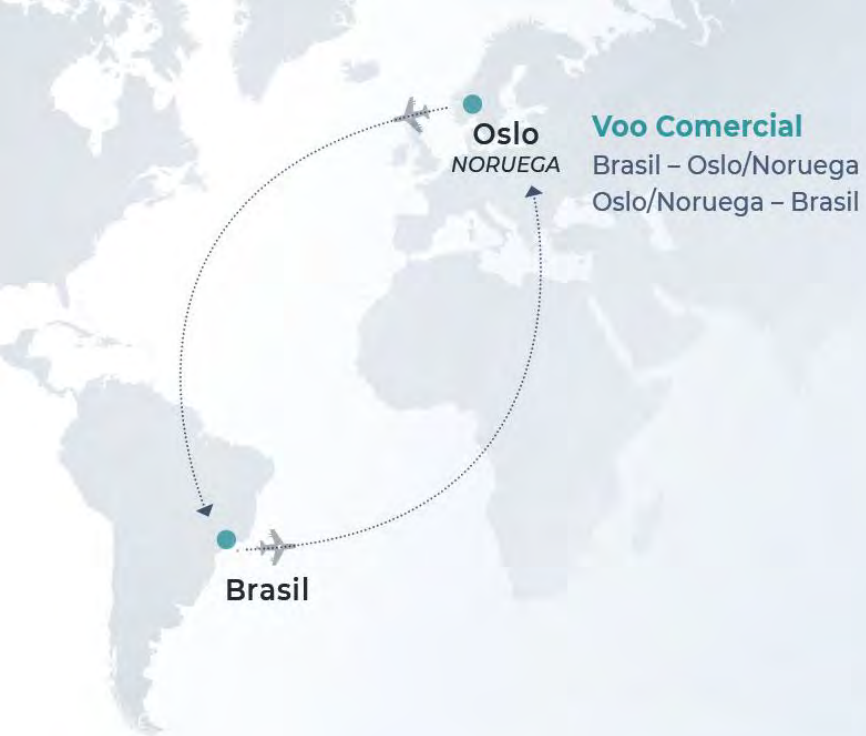 Oslo
NORUEGA
Voo Comercial
Brasil – Oslo/Noruega
Oslo/Noruega – Brasil
Brasil